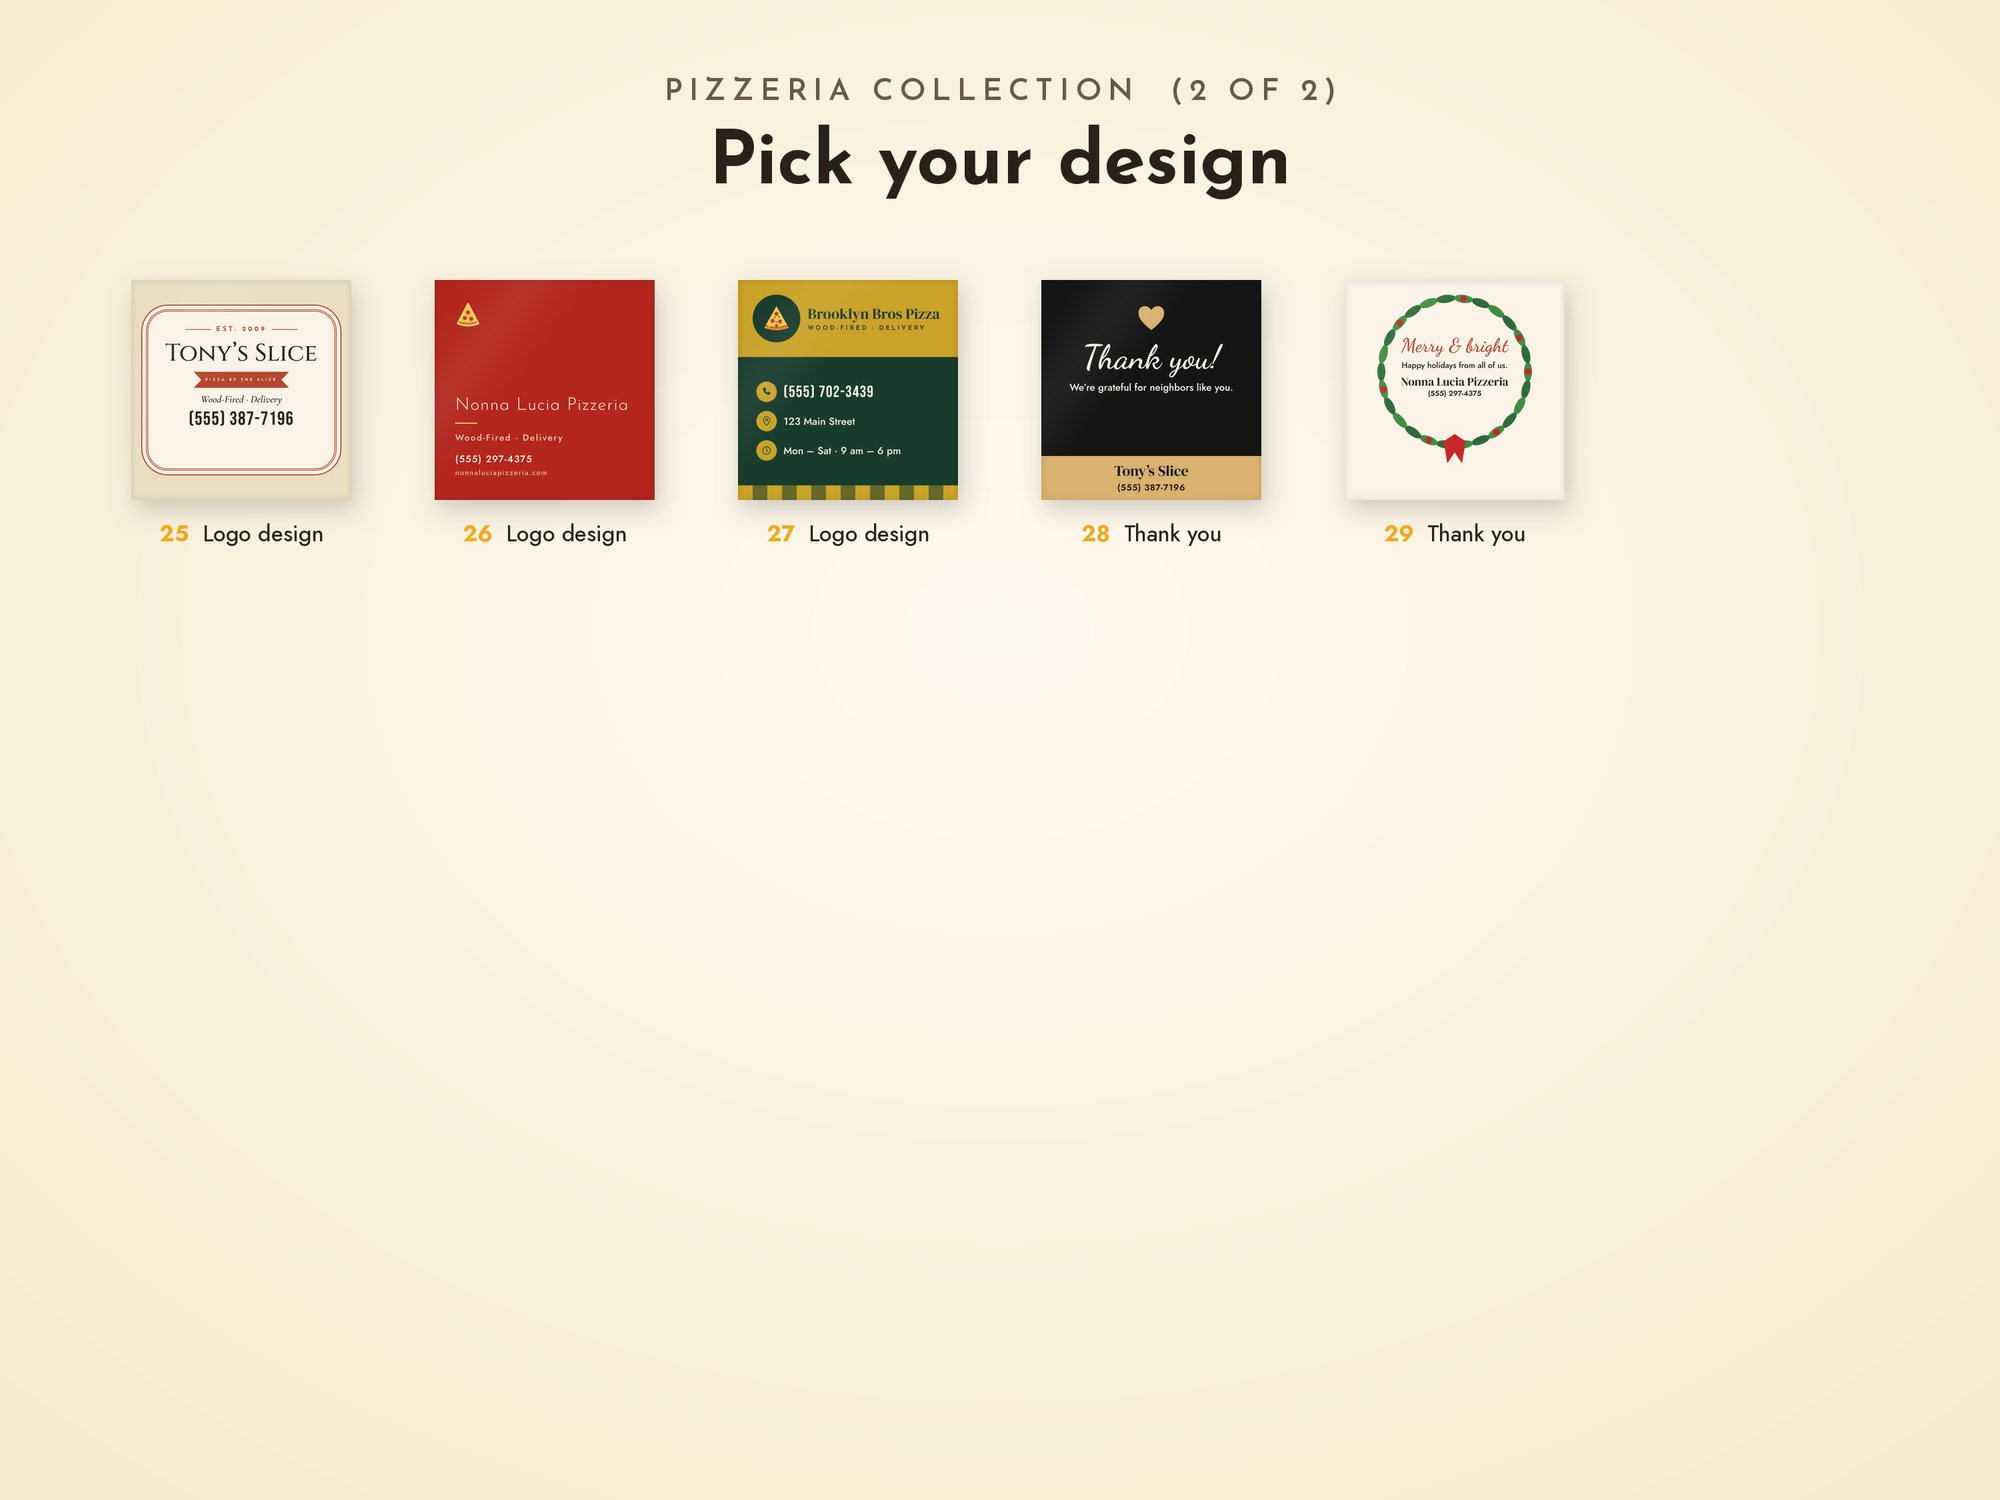 PIZZERIA COLLECTION (2 OF 2)
Pick your design
EST. 2009
TONY'S SLICE
PIZZA BY THE SLICE
Wood-Fired · Delivery
(555) 387-7196
25 Logo design
Nonna Lucia Pizzeria
Wood-Fired · Delivery
(555) 297-4375
nonnaluciapizzeria.com
26 Logo design
Brooklyn Bros Pizza
WOOD-FIRED · DELIVERY
(555) 702-3439
123 Main Street
Mon – Sat · 9 am – 6 pm
27 Logo design
Thank you!
We're grateful for neighbors like you.
Tony's Slice
(555) 387-7196
28 Thank you
Merry & bright
Happy holidays from all of us.
Nonna Lucia Pizzeria
(555) 297-4375
29 Thank you